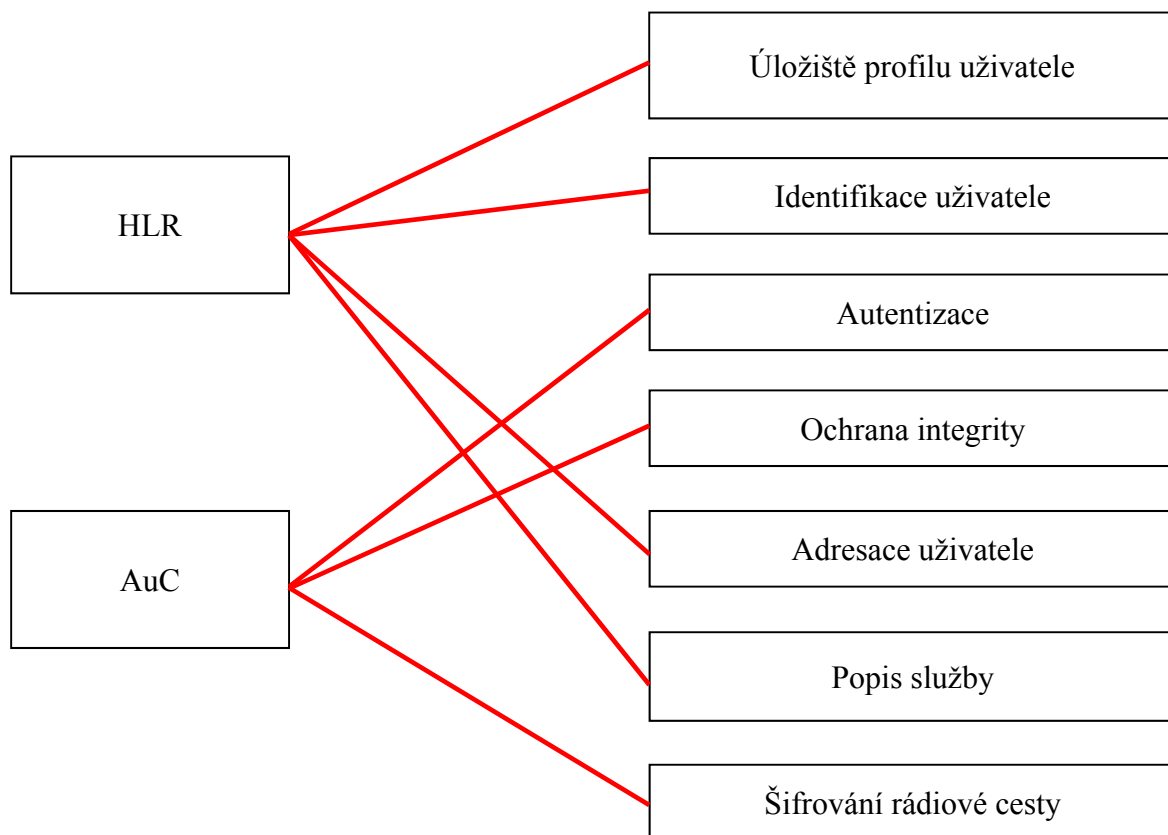 Úložiště profilu uživatele
HLR
Identifikace uživatele
Autentizace
Ochrana integrity
AuC
Adresace uživatele
Popis služby
Šifrování rádiové cesty